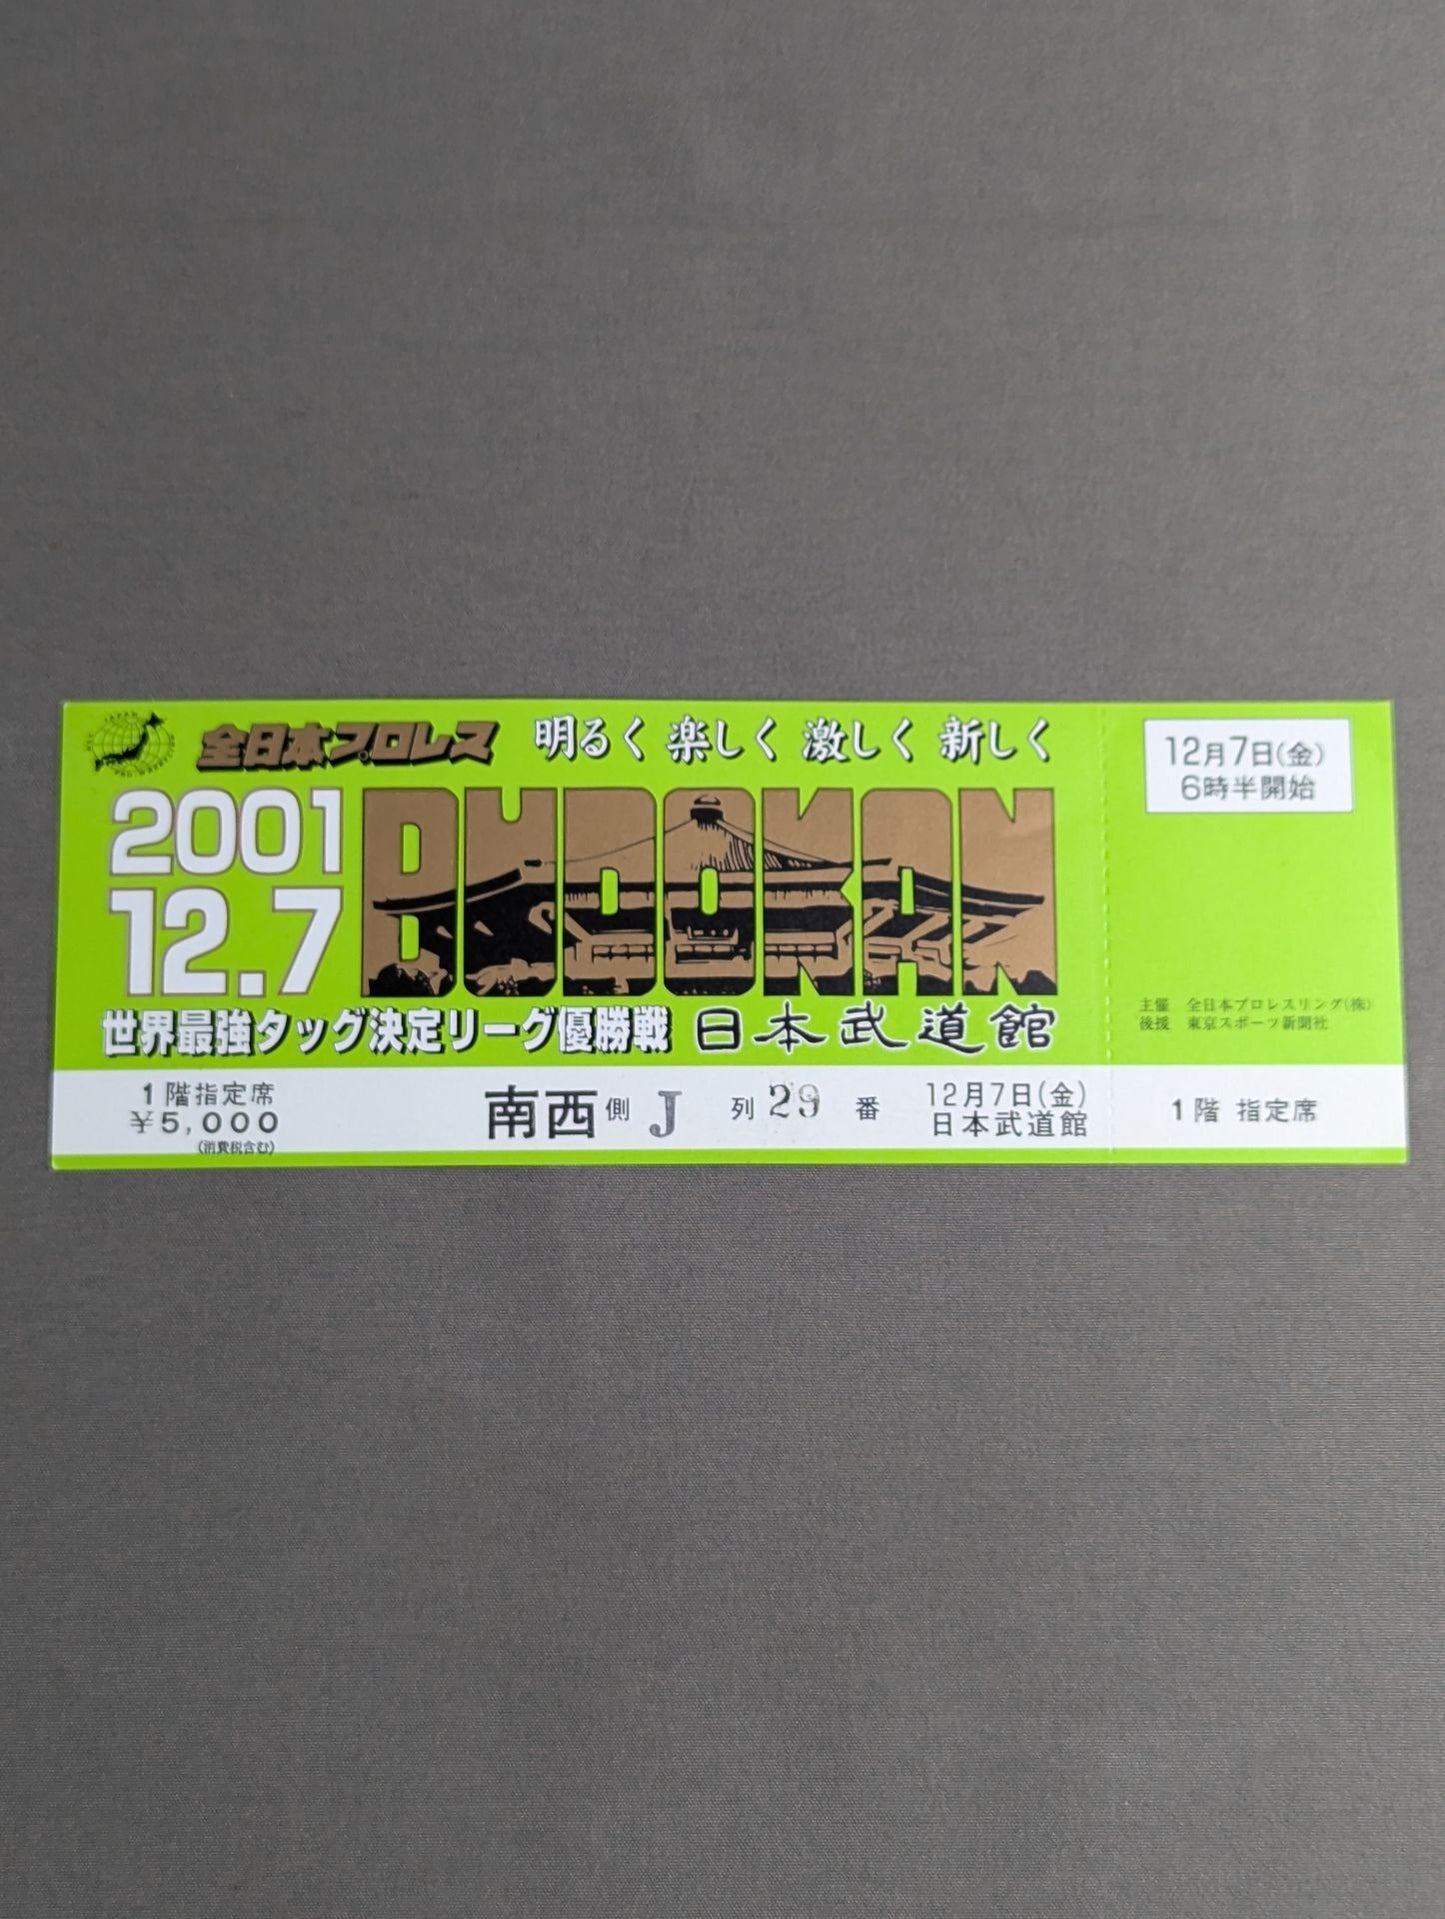 全日本プロレス 明るく 楽しく 激しく 新しく
2001
12.7
BUDOKAN
世界最強タッグ決定リーグ優勝戦 日本武道館
1階指定席
¥5,000
(消費税含む)
南西側 J 列 29 番
12月7日(金)
日本武道館
12月7日(金)
6時半開始
主催 全日本プロレスリング(株)
後援 東京スポーツ新聞社
1階 指定席